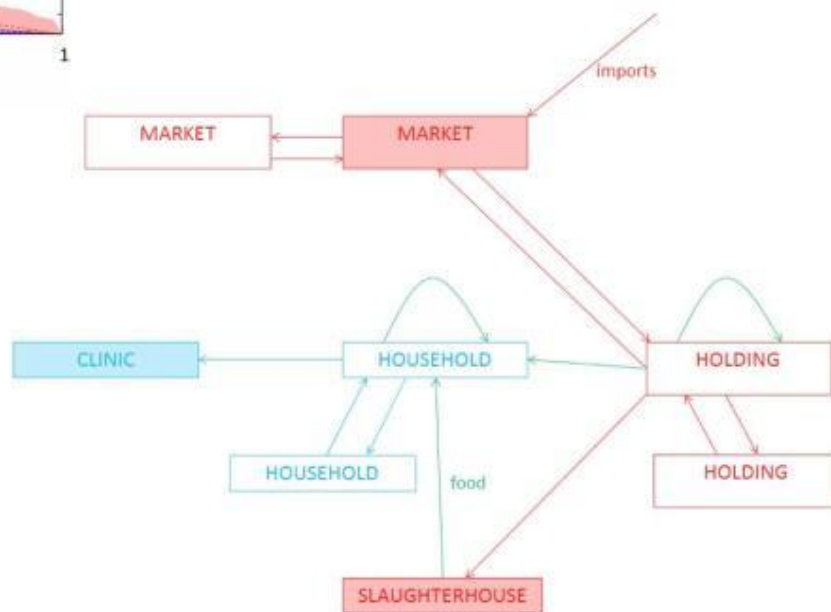 1
imports
MARKET
MARKET
CLINIC
HOUSEHOLD
HOLDING
HOUSEHOLD
food
HOLDING
SLAUGHTERHOUSE